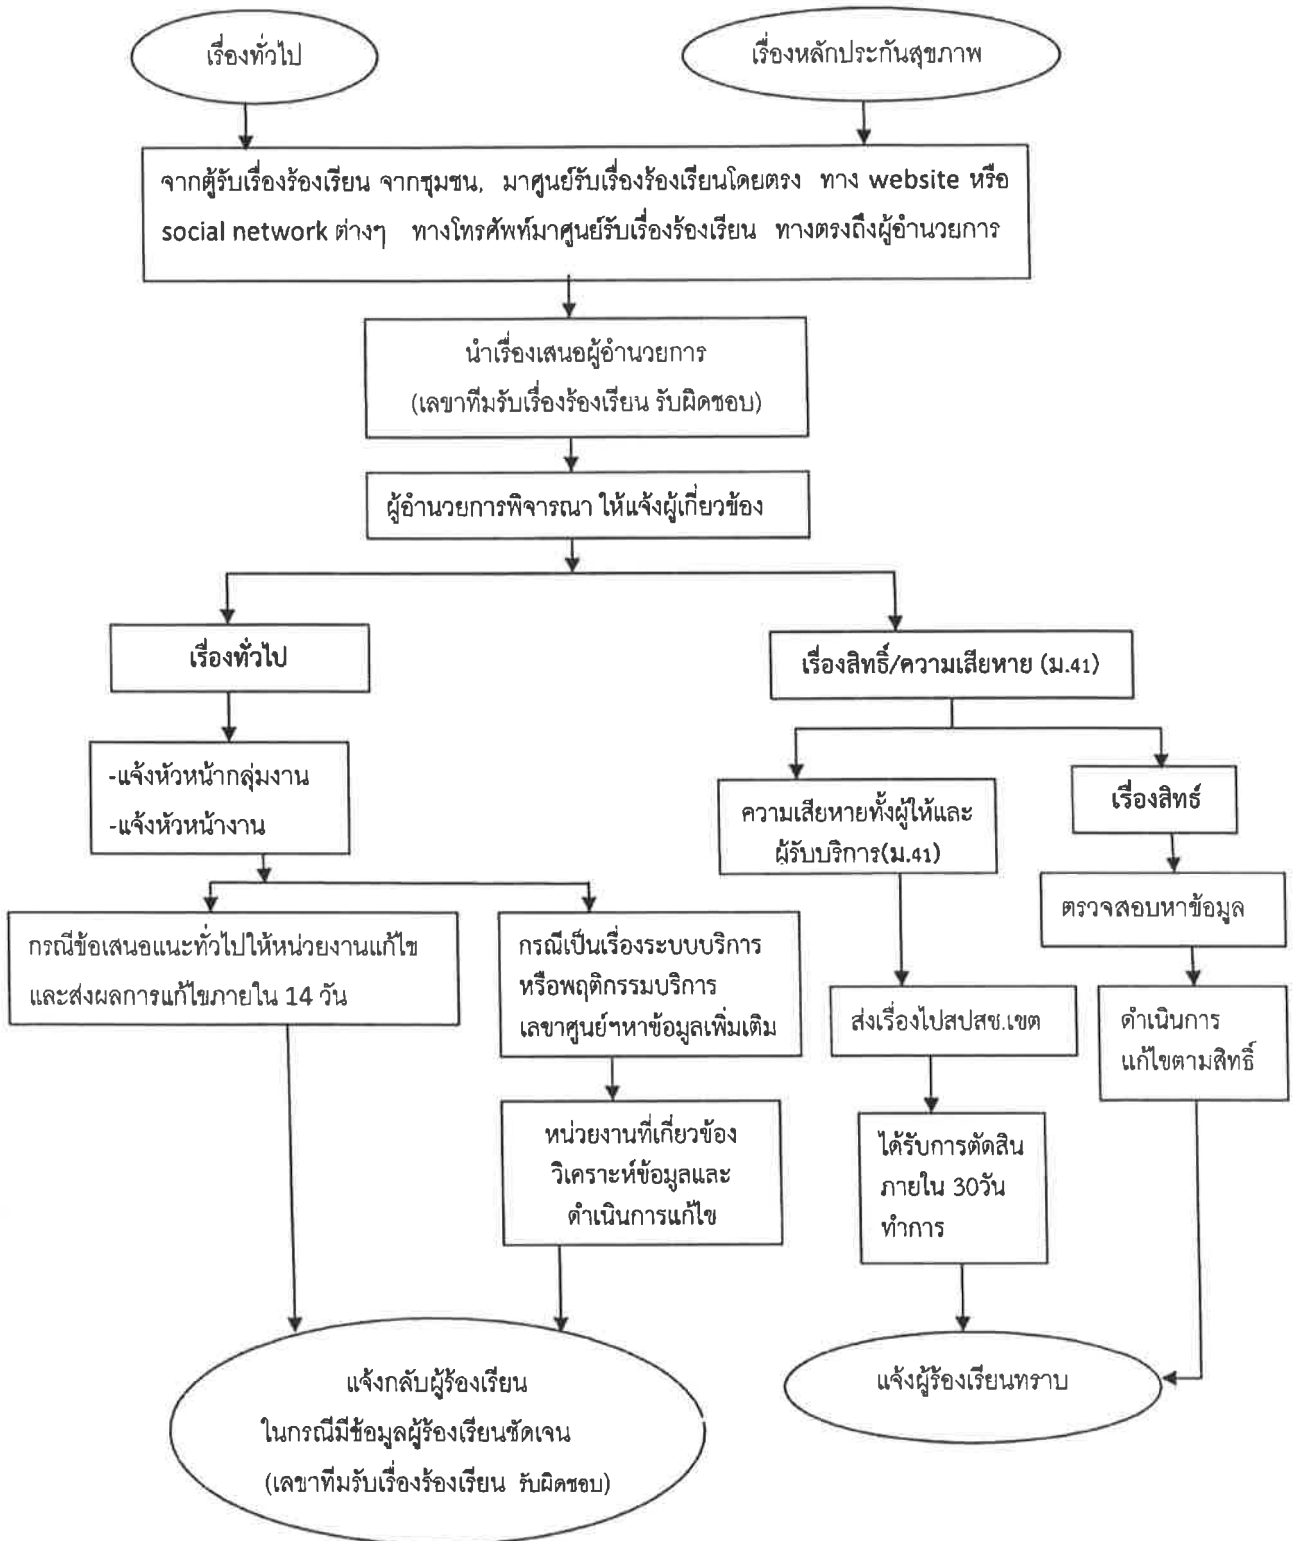 เรื่องทั่วไป
เรื่องหลักประกันสุขภาพ
จากตู้รับเรื่องร้องเรียน จากชุมชน, มาศูนย์รับเรื่องร้องเรียนโดยตรง ทาง website หรือ
social network ต่างๆ ทางโทรศัพท์มาศูนย์รับเรื่องร้องเรียน ทางตรงถึงผู้อำนวยการ
นำเรื่องเสนอผู้อำนวยการ
(เลขาทีมรับเรื่องร้องเรียน รับผิดชอบ)
ผู้อำนวยการพิจารณา ให้แจ้งผู้เกี่ยวข้อง
เรื่องทั่วไป
เรื่องสิทธิ์/ความเสียหาย (ม.41)
-แจ้งหัวหน้ากลุ่มงาน
-แจ้งหัวหน้างาน
ความเสียหายทั้งผู้ให้และ
ผู้รับบริการ(ม.41)
เรื่องสิทธ์
ตรวจสอบหาข้อมูล
กรณีข้อเสนอแนะทั่วไปให้หน่วยงานแก้ไข
และส่งผลการแก้ไขภายใน 14 วัน
กรณีเป็นเรื่องระบบบริการ
หรือพฤติกรรมบริการ
เลขาศูนย์ฯหาข้อมูลเพิ่มเติม
ส่งเรื่องไปสปสช.เขต
ดำเนินการ
แก้ไขตามสิทธิ์
หน่วยงานที่เกี่ยวข้อง
วิเคราะห์ข้อมูลและ
ดำเนินการแก้ไข
ได้รับการตัดสิน
ภายใน 30วัน
ทำการ
แจ้งกลับผู้ร้องเรียน
ในกรณีมีข้อมูลผู้ร้องเรียนชัดเจน
(เลขาทีมรับเรื่องร้องเรียน รับผิดชอบ)
แจ้งผู้ร้องเรียนทราบ